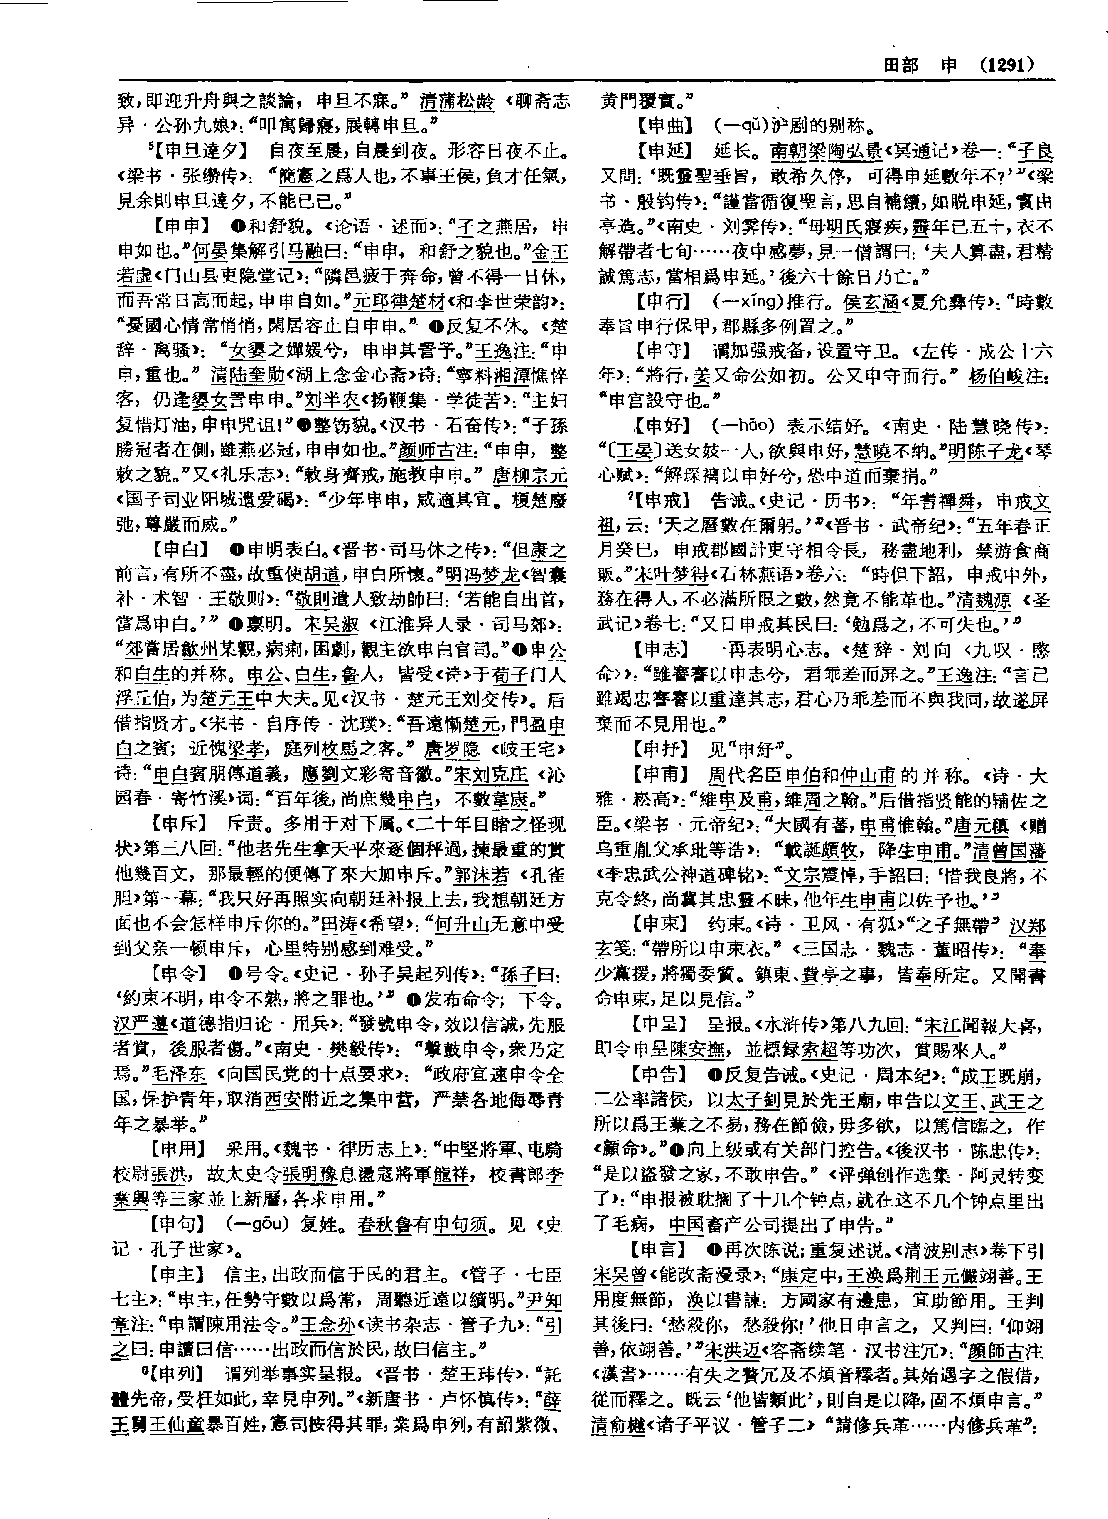 田部 申 (1291)
致，即迎升舟與之談論，申旦不寐。”清蒲松龄《聊斋志
异·公孙九娘》：“叩寓歸寢，展轉申旦。”
⁵【申旦達夕】 自夜至晨，自晨到夜。形容日夜不止。
《梁书·张缵传》：“簡憲之爲人也，不事王侯，負才任氣，
見余則申旦達夕，不能已已。”
【申申】 ❶和舒貌。《论语·述而》：“子之燕居，申
申如也。”何晏集解引马融曰：“申申，和舒之貌也。”金王
若虚《门山县吏隐堂记》：“隣邑疲于奔命，曾不得一日休，
而吾常日高而起，申申自如。”元耶律楚材《和李世荣韵》：
“憂國心情常悄悄，閑居容止自申申。”❷反复不休。《楚
辞·离骚》：“女嬃之嬋媛兮，申申其詈予。”王逸注：“申
申，重也。”清陆奎勋《湖上念金心斋》诗：“寧料湘潭憔悴
客，仍逢嬃女詈申申。”刘半农《扬鞭集·学徒苦》：“主妇
复惜灯油，申申咒诅！”❸整饬貌。《汉书·石奋传》：“子孫
勝冠者在側，雖燕必冠，申申如也。”颜师古注：“申申，整
敕之貌。”又《礼乐志》：“敕身齊戒，施教申申。”唐柳宗元
《国子司业阳城遗爱碣》：“少年申申，咸適其宜。榎楚廢
弛，尊嚴而威。”
【申白】 ❶申明表白。《晋书·司马休之传》：“但康之
前言，有所不盡，故重使胡道，申白所懷。”明冯梦龙《智囊
补·术智·王敬则》：“敬則遣人致劫帥曰：‘若能自出首，
當爲申白。’”❷禀明。宋吴淑《江淮异人录·司马郊》：
“郊嘗居歙州某觀，病痢，困劇，觀主欲申白官司。”❸申公
和白生的并称。申公、白生，鲁人，皆受《诗》于荀子门人
浮丘伯，为楚元王中大夫。见《汉书·楚元王刘交传》。后
借指贤才。《宋书·自序传·沈璞》：“吾遠慚楚元，門盈申
白之賓；近愧梁孝，庭列枚馬之客。”唐罗隐《岐王宅》
诗：“申白賓朋傳道義，應劉文彩寄音徽。”宋刘克庄《沁
园春·寄竹溪》词：“百年後，尚庶幾申白，不數韋康。”
【申斥】 斥责。多用于对下属。《二十年目睹之怪现
状》第三八回：“他老先生拿天平來逐個秤過，揀最重的賞
他幾百文，那最輕的便傳了來大加申斥。”郭沫若《孔雀
胆》第一幕：“我只好再照实向朝廷补报上去，我想朝廷方
面也不会怎样申斥你的。”田涛《希望》：“何升山无意中受
到父亲一顿申斥，心里特别感到难受。”
【申令】 ❶号令。《史记·孙子吴起列传》：“孫子曰：
‘約束不明，申令不熟，將之罪也。’”❷发布命令；下令。
汉严遵《道德指归论·用兵》：“發號申令，效以信誠，先服
者賞，後服者傷。”《南史·樊毅传》：“擊鼓申令，衆乃定
焉。”毛泽东《向国民党的十点要求》：“政府宜速申令全
国，保护青年，取消西安附近之集中营，严禁各地侮辱青
年之暴举。”
【申用】 采用。《魏书·律历志上》：“中堅將軍、屯騎
校尉張洪，故太史令張明豫息盪寇將軍龍祥，校書郎李
業興等三家並上新曆，各求申用。”
【申句】 （—gōu）复姓。春秋鲁有申句须。见《史
记·孔子世家》。
【申主】 信主，出政而信于民的君主。《管子·七臣
七主》：“申主，任勢守數以爲常，周聽近遠以續明。”尹知
章注：“申謂陳用法令。”王念孙《读书杂志·管子九》：“引
之曰：申讀曰信……出政而信於民，故曰信主。”
⁶【申列】 谓列举事实呈报。《晋书·楚王玮传》：“託
體先帝，受枉如此，幸見申列。”《新唐书·卢怀慎传》：“薛
王舅王仙童暴百姓，憲司按得其罪，業爲申列，有詔紫微、
黄門覆實。”
【申曲】 （—qǔ）沪剧的别称。
【申延】 延长。南朝梁陶弘景《冥通记》卷一：“子良
又問：‘既靈聖垂旨，敢希久停，可得申延數年不？’”《梁
书·殷钧传》：“謹當循復聖言，思自補續，如脱申延，實由
亭造。”《南史·刘霁传》：“母明氏寢疾，霽年已五十，衣不
解帶者七旬……夜中感夢，見一僧謂曰：‘夫人算盡，君精
誠篤志，當相爲申延。’後六十餘日乃亡。”
【申行】 （—xíng）推行。侯玄涵《夏允彝传》：“時數
奉旨申行保甲，郡縣多例置之。”
【申守】 谓加强戒备，设置守卫。《左传·成公十六
年》：“將行，姜又命公如初。公又申守而行。”杨伯峻注：
“申宫設守也。”
【申好】 （—hǎo）表示结好。《南史·陆慧晓传》：
“〔王晏〕送女妓一人，欲與申好，慧曉不納。”明陈子龙《琴
心赋》：“解琛褵以申好兮，恐中道而棄捐。”
⁷【申戒】 告诫。《史记·历书》：“年耆禪舜，申戒文
祖，云：‘天之曆數在爾躬。’”《晋书·武帝纪》：“五年春正
月癸巳，申戒郡國計吏守相令長，務盡地利，禁游食商
販。”宋叶梦得《石林燕语》卷六：“時但下詔，申戒中外，
務在得人，不必滿所限之數，然竟不能革也。”清魏源《圣
武记》卷七：“又日申戒其民曰：‘勉爲之，不可失也。’”
【申志】 一再表明心志。《楚辞·刘向〈九叹·愍
命〉》：“雖謇謇以申志兮，君乖差而屏之。”王逸注：“言己
雖竭忠謇謇以重達其志，君心乃乖差而不與我同，故遂屏
棄而不見用也。”
【申抒】 见“申紓”。
【申甫】 周代名臣申伯和仲山甫的并称。《诗·大
雅·崧高》：“維申及甫，維周之翰。”后借指贤能的辅佐之
臣。《梁书·元帝纪》：“大國有蕃，申甫惟翰。”唐元稹《赠
乌重胤父承玼等诰》：“載誕頗牧，降生申甫。”清曾国藩
《李忠武公神道碑铭》：“文宗震悼，手詔曰：‘惜我良將，不
克令終，尚冀其忠靈不昧，他年生申甫以佐予也。’”
【申束】 约束。《诗·卫风·有狐》“之子無帶”汉郑
玄笺：“帶所以申束衣。”《三国志·魏志·董昭传》：“奉
少黨援，將獨委質。鎮東、費亭之事，皆奉所定。又聞書
命申束，足以見信。”
【申呈】 呈报。《水浒传》第八九回：“宋江聞報大喜，
即令申呈陳安撫，並標録索超等功次，賞賜來人。”
【申告】 ❶反复告诫。《史记·周本纪》：“成王既崩，
二公率諸侯，以太子釗見於先王廟，申告以文王、武王之
所以爲王業之不易，務在節儉，毋多欲，以篤信臨之，作
《顧命》。”❷向上级或有关部门控告。《後汉书·陈忠传》：
“是以盜發之家，不敢申告。”《评弹创作选集·阿灵转变
了》：“申报被耽搁了十几个钟点，就在这不几个钟点里出
了毛病，中国畜产公司提出了申告。”
【申言】 ❶再次陈说；重复述说。《清波别志》卷下引
宋吴曾《能改斋漫录》：“康定中，王渙爲荆王元儼翊善。王
用度無節，渙以書諫：方國家有邊患，宜助節用。王判
其後曰：‘愁殺你，愁殺你！’他日申言之，又判曰：‘仰翊
善，依翊善。’”宋洪迈《容斋续笔·汉书注冗》：“顔師古注
《漢書》……有失之贅冗及不煩音釋者。其始遇字之假借，
從而釋之。既云‘他皆類此’，則自是以降，固不煩申言。”
清俞樾《诸子平议·管子二》“請修兵革……内修兵革”：